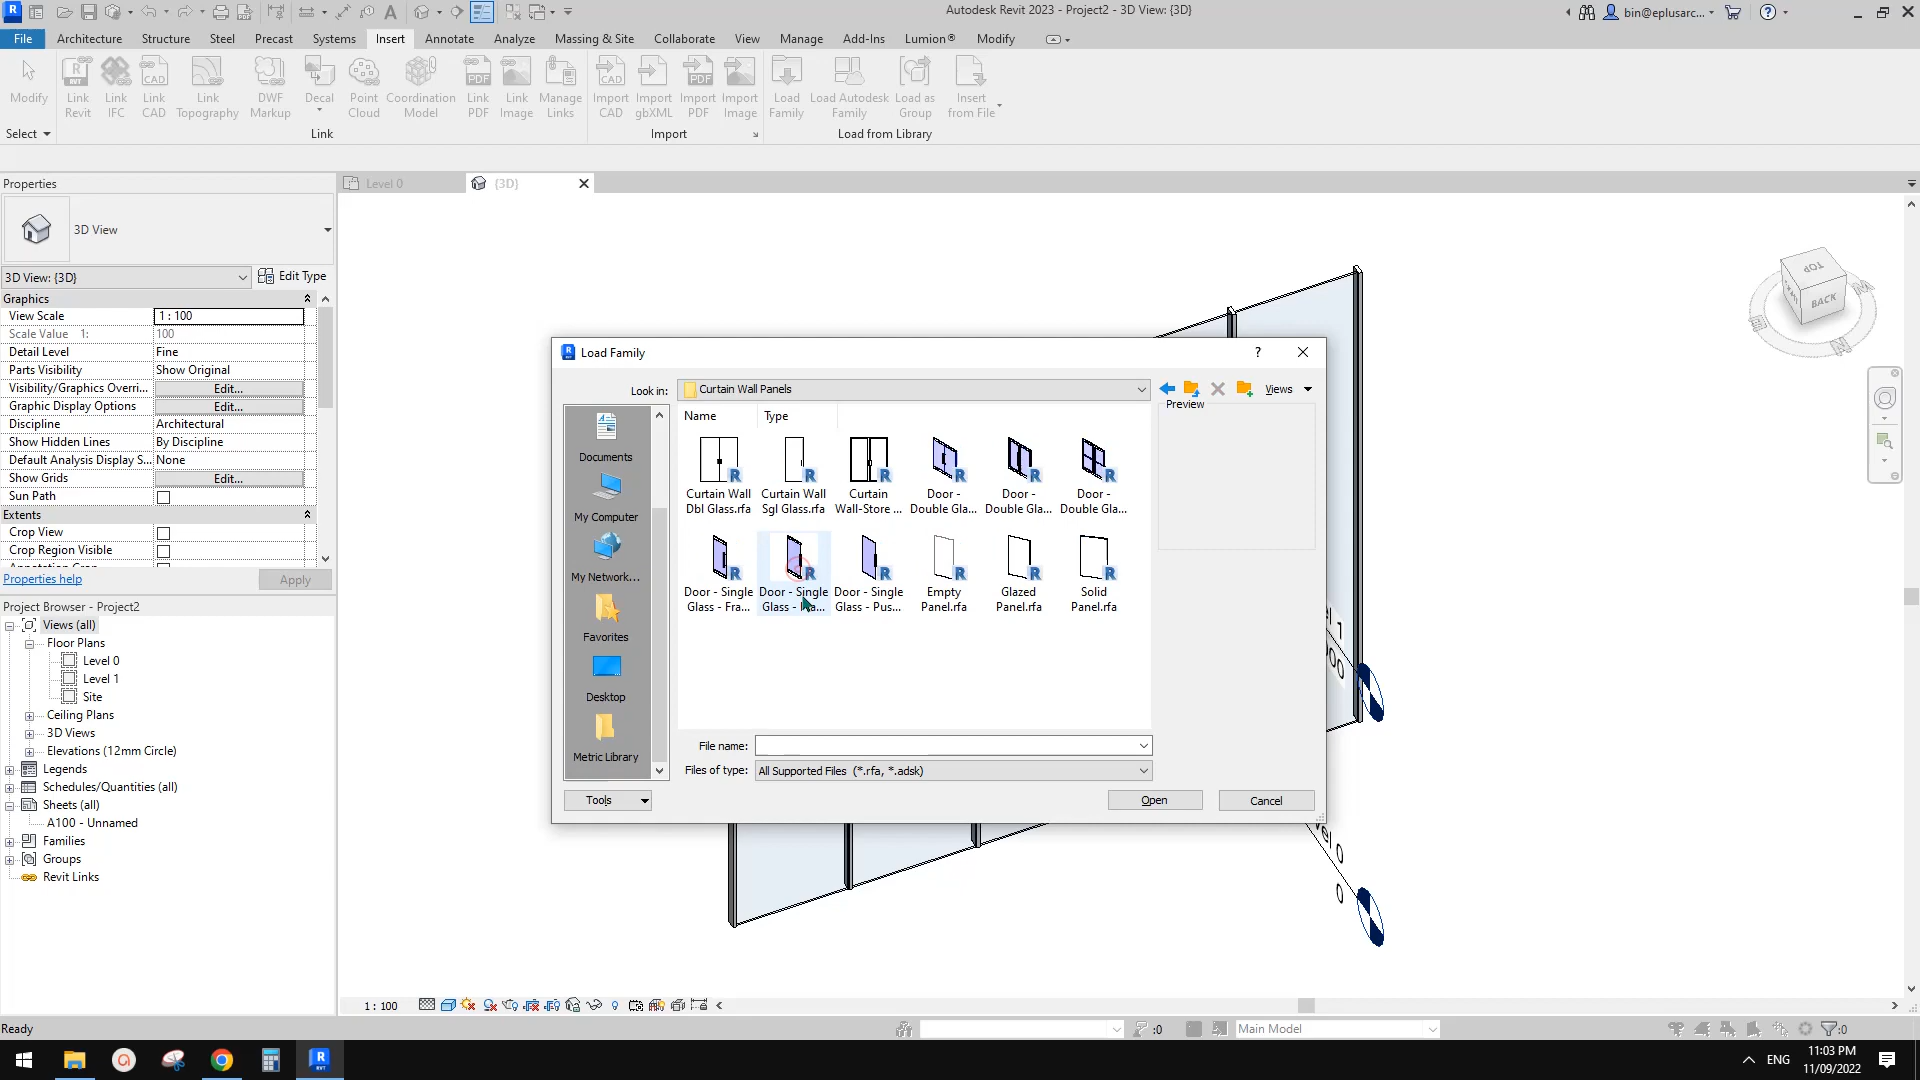 Autodesk Revit 2023 - Project2 - 3D View: {3D}
bin@eplusarc...
File Architecture Structure Steel Precast Systems Insert Annotate Analyze Massing & Site Collaborate View Manage Add-Ins Lumion® Modify
Modify
Link Revit
Link IFC
Link CAD
Link Topography
DWF Markup
Decal
Point Cloud
Coordination Model
Link PDF
Link Image
Manage Links
Import CAD
Import gbXML
Import PDF
Import Image
Load Family
Load Autodesk Family
Load as Group
Insert from File
Select
Link
Import
Load from Library
Properties
Level 0
{3D}
3D View
3D View: {3D}
Edit Type
Graphics
View Scale 1 : 100
Scale Value 1: 100
Detail Level Fine
Parts Visibility Show Original
Visibility/Graphics Overri... Edit...
Graphic Display Options Edit...
Discipline Architectural
Show Hidden Lines By Discipline
Default Analysis Display S... None
Show Grids Edit...
Sun Path
Extents
Crop View
Crop Region Visible
Properties help
Apply
Project Browser - Project2
Views (all)
Floor Plans
Level 0
Level 1
Site
Ceiling Plans
3D Views
Elevations (12mm Circle)
Legends
Schedules/Quantities (all)
Sheets (all)
A100 - Unnamed
Families
Groups
Revit Links
Load Family
Look in: Curtain Wall Panels
Views
Preview
Name Type
Documents
My Computer
My Network...
Favorites
Desktop
Metric Library
Curtain Wall Dbl Glass.rfa
Curtain Wall Sgl Glass.rfa
Curtain Wall-Store ...
Door - Double Gla...
Door - Double Gla...
Door - Double Gla...
Door - Single Glass - Fra...
Door - Single Glass -
Door - Single Glass - Pus...
Empty Panel.rfa
Glazed Panel.rfa
Solid Panel.rfa
File name:
Files of type: All Supported Files (*.rfa, *.adsk)
Tools
Open
Cancel
TOP
BACK
0
1 : 100
Ready
:0
Main Model
:0
ENG
11:03 PM
11/09/2022